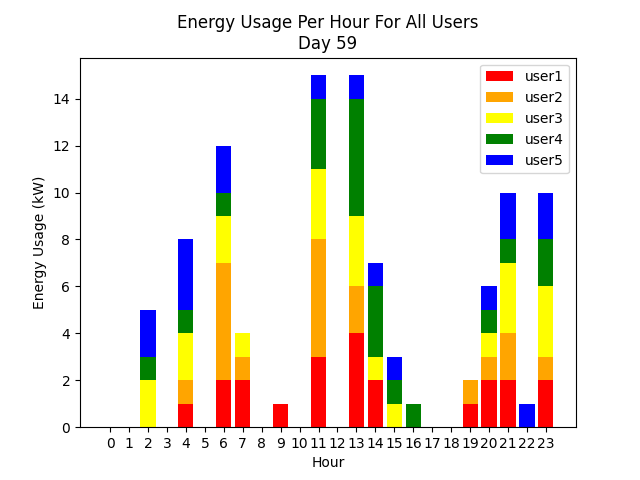 Energy Usage Per Hour For All Users
Day 59
user1
user2
user3
user4
user5
Energy Usage (kW)
14
12
10
8
6
4
2
0
0 1 2 3 4 5 6 7 8 9 10 11 12 13 14 15 16 17 18 19 20 21 22 23
Hour